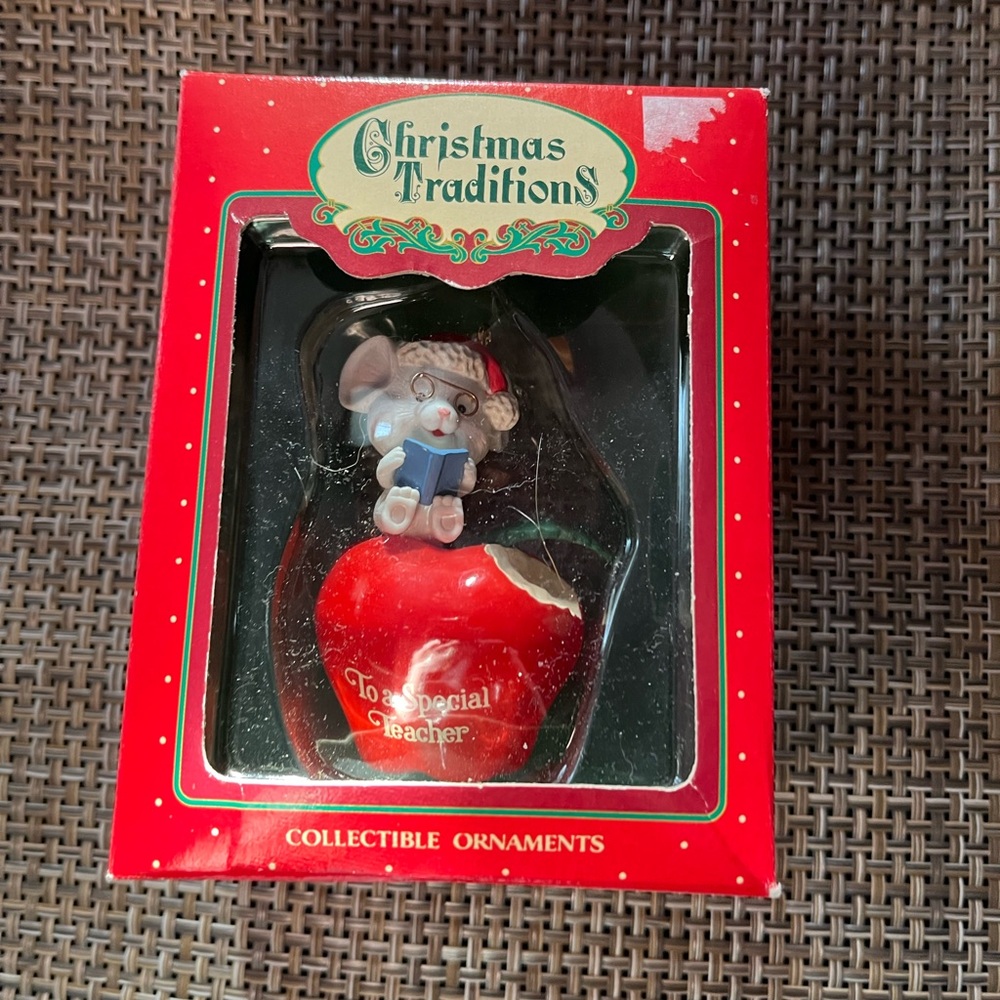 Christmas
Traditions
To a Special
Teacher
COLLECTIBLE ORNAMENTS